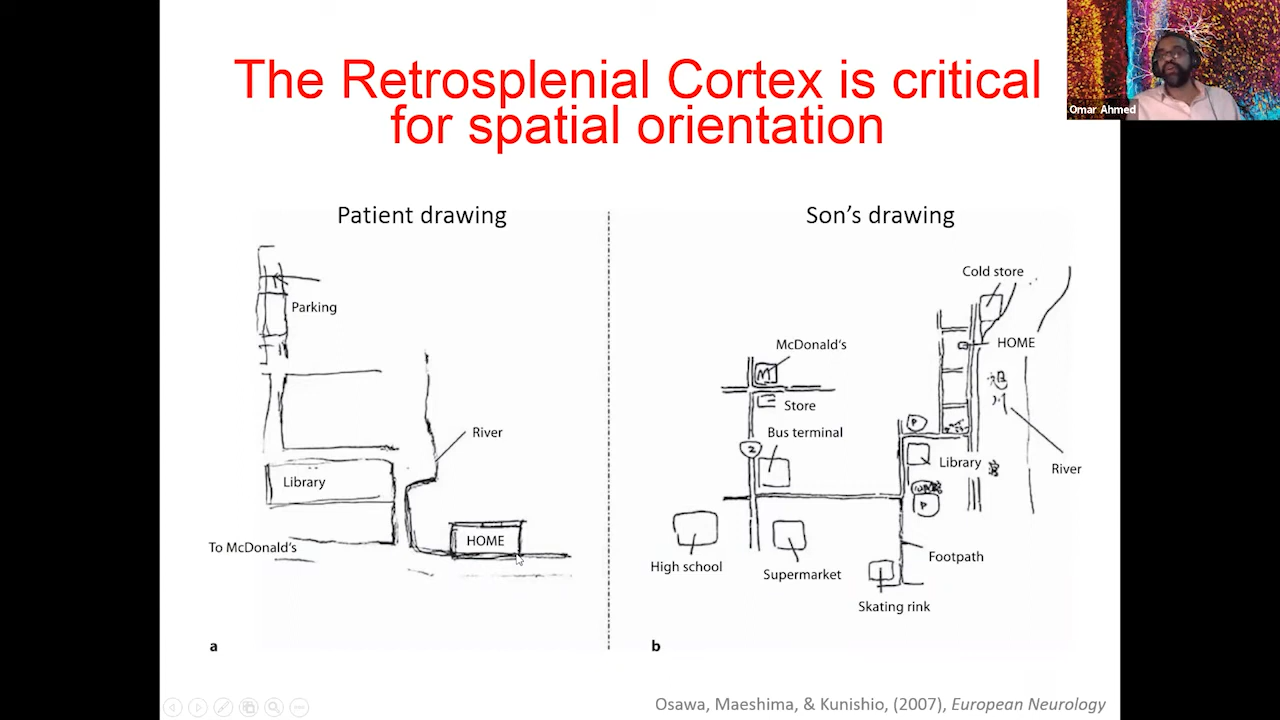 The Retrosplenial Cortex is critical
for spatial orientation
Omar Ahmed
Patient drawing
Parking
River
Library
HOME
To McDonald's
a
Son's drawing
Cold store
McDonald's
HOME
M
Store
Bus terminal
2
P
Library
River
P
High school
Supermarket
Footpath
Skating rink
b
Osawa, Maeshima, & Kunishio, (2007), European Neurology